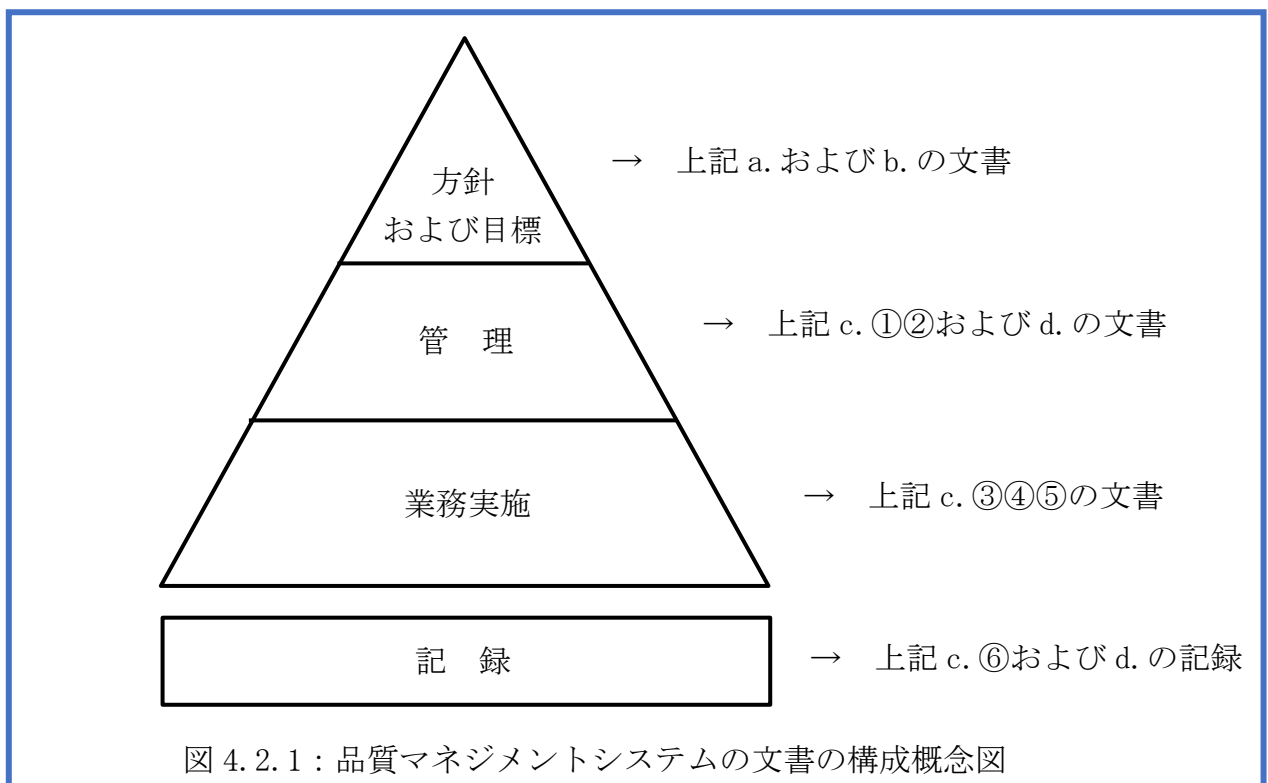 方針
および目標
→ 上記 a.および b.の文書
管 理
→ 上記 c.①②および d.の文書
業務実施
→ 上記 c.③④⑤の文書
記 録
→ 上記 c.⑥および d.の記録
図 4.2.1：品質マネジメントシステムの文書の構成概念図